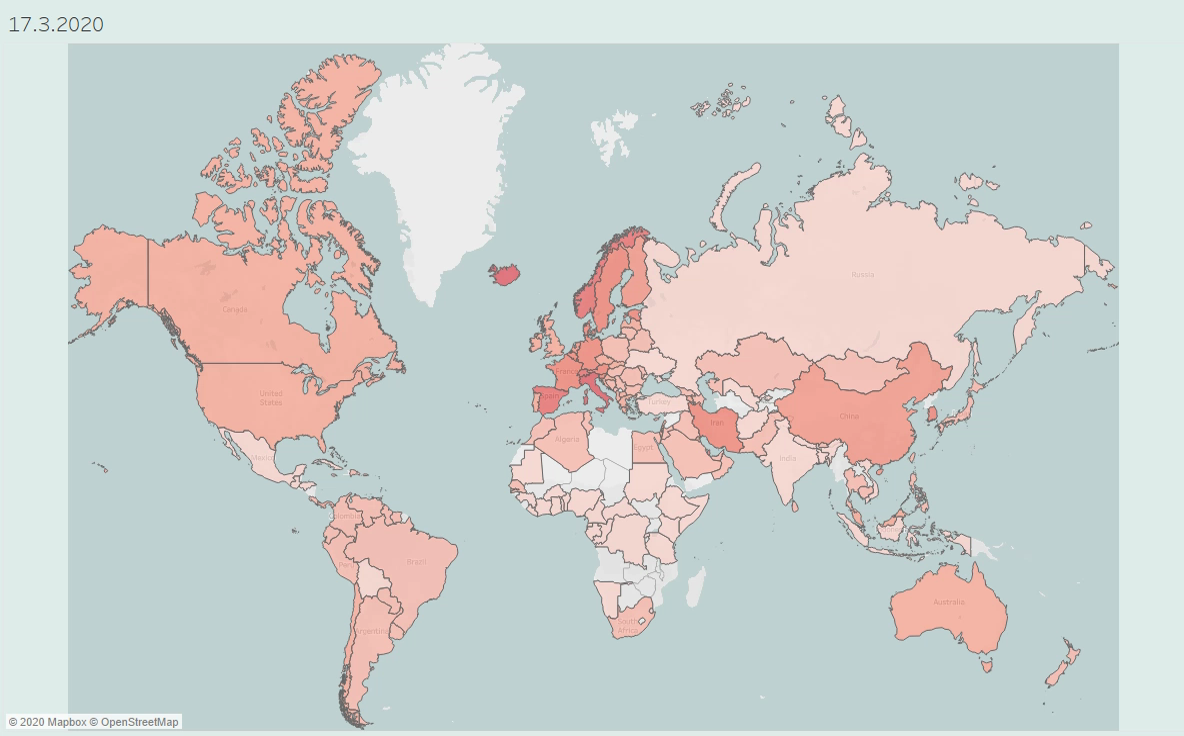 17.3.2020
Canada
Russia
United
States
France
Spain
Turkey
Iran
China
Algeria
Egypt
India
Mexico
Colombia
Peru
Brazil
Argentina
South
Africa
Australia
© 2020 Mapbox © OpenStreetMap